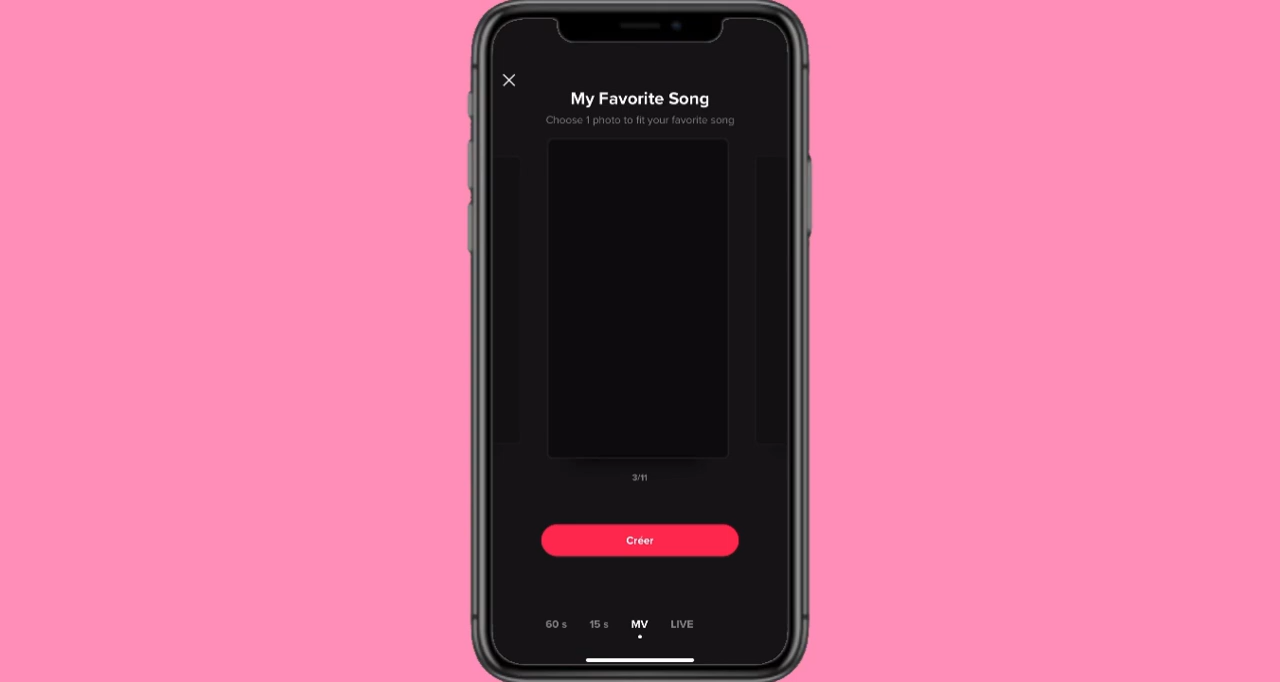 My Favorite Song
Choose 1 photo to fit your favorite song
3/11
Créer
60 s 15 s MV LIVE